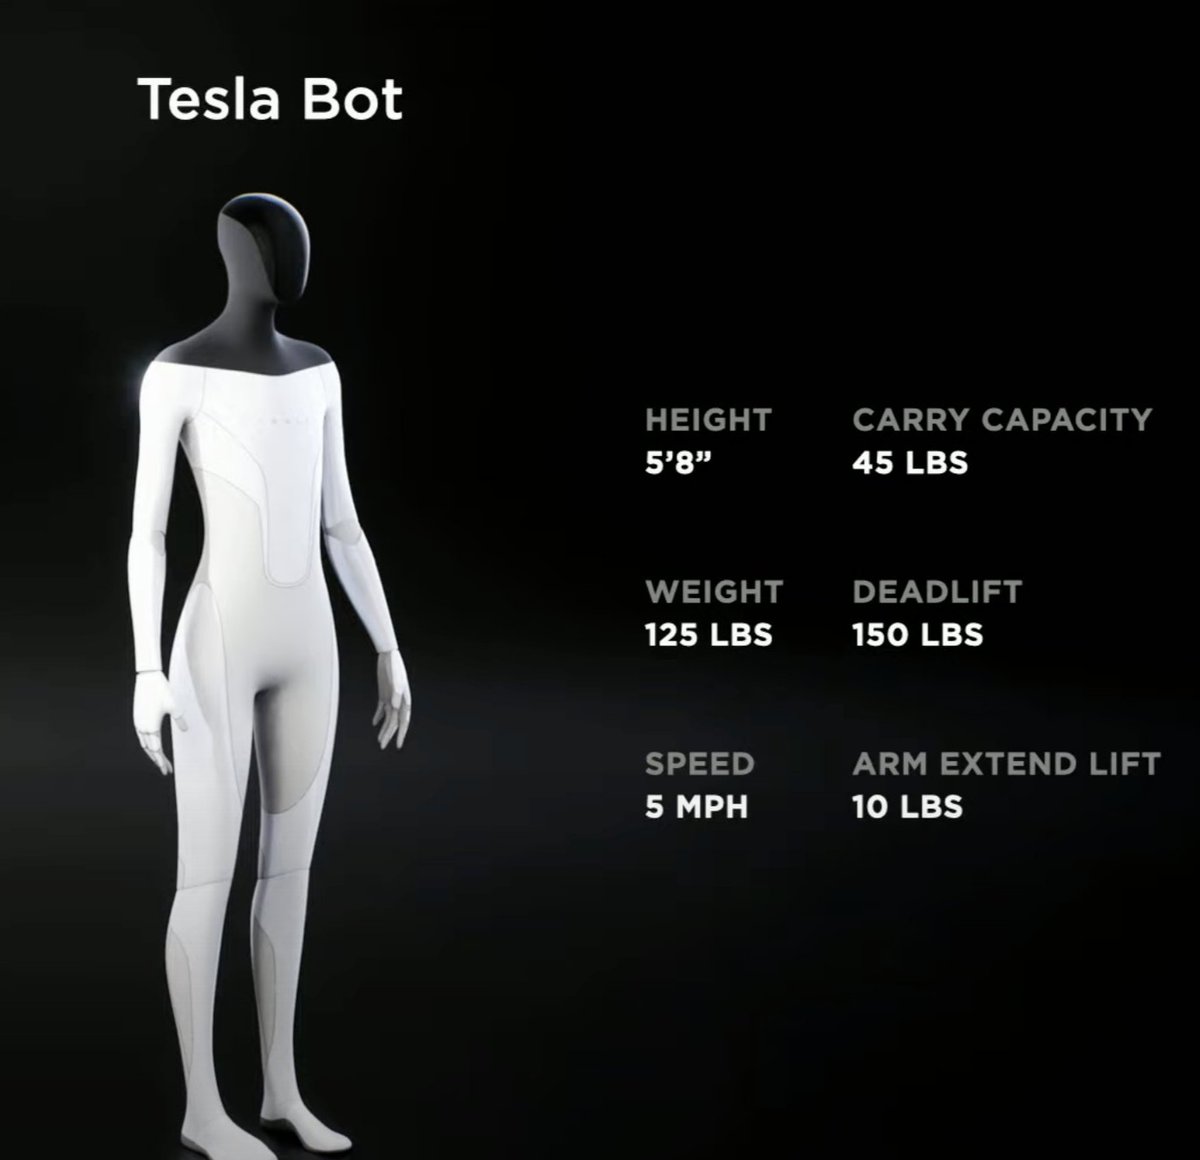 Tesla Bot
HEIGHT
5’8”
CARRY CAPACITY
45 LBS
WEIGHT
125 LBS
DEADLIFT
150 LBS
SPEED
5 MPH
ARM EXTEND LIFT
10 LBS